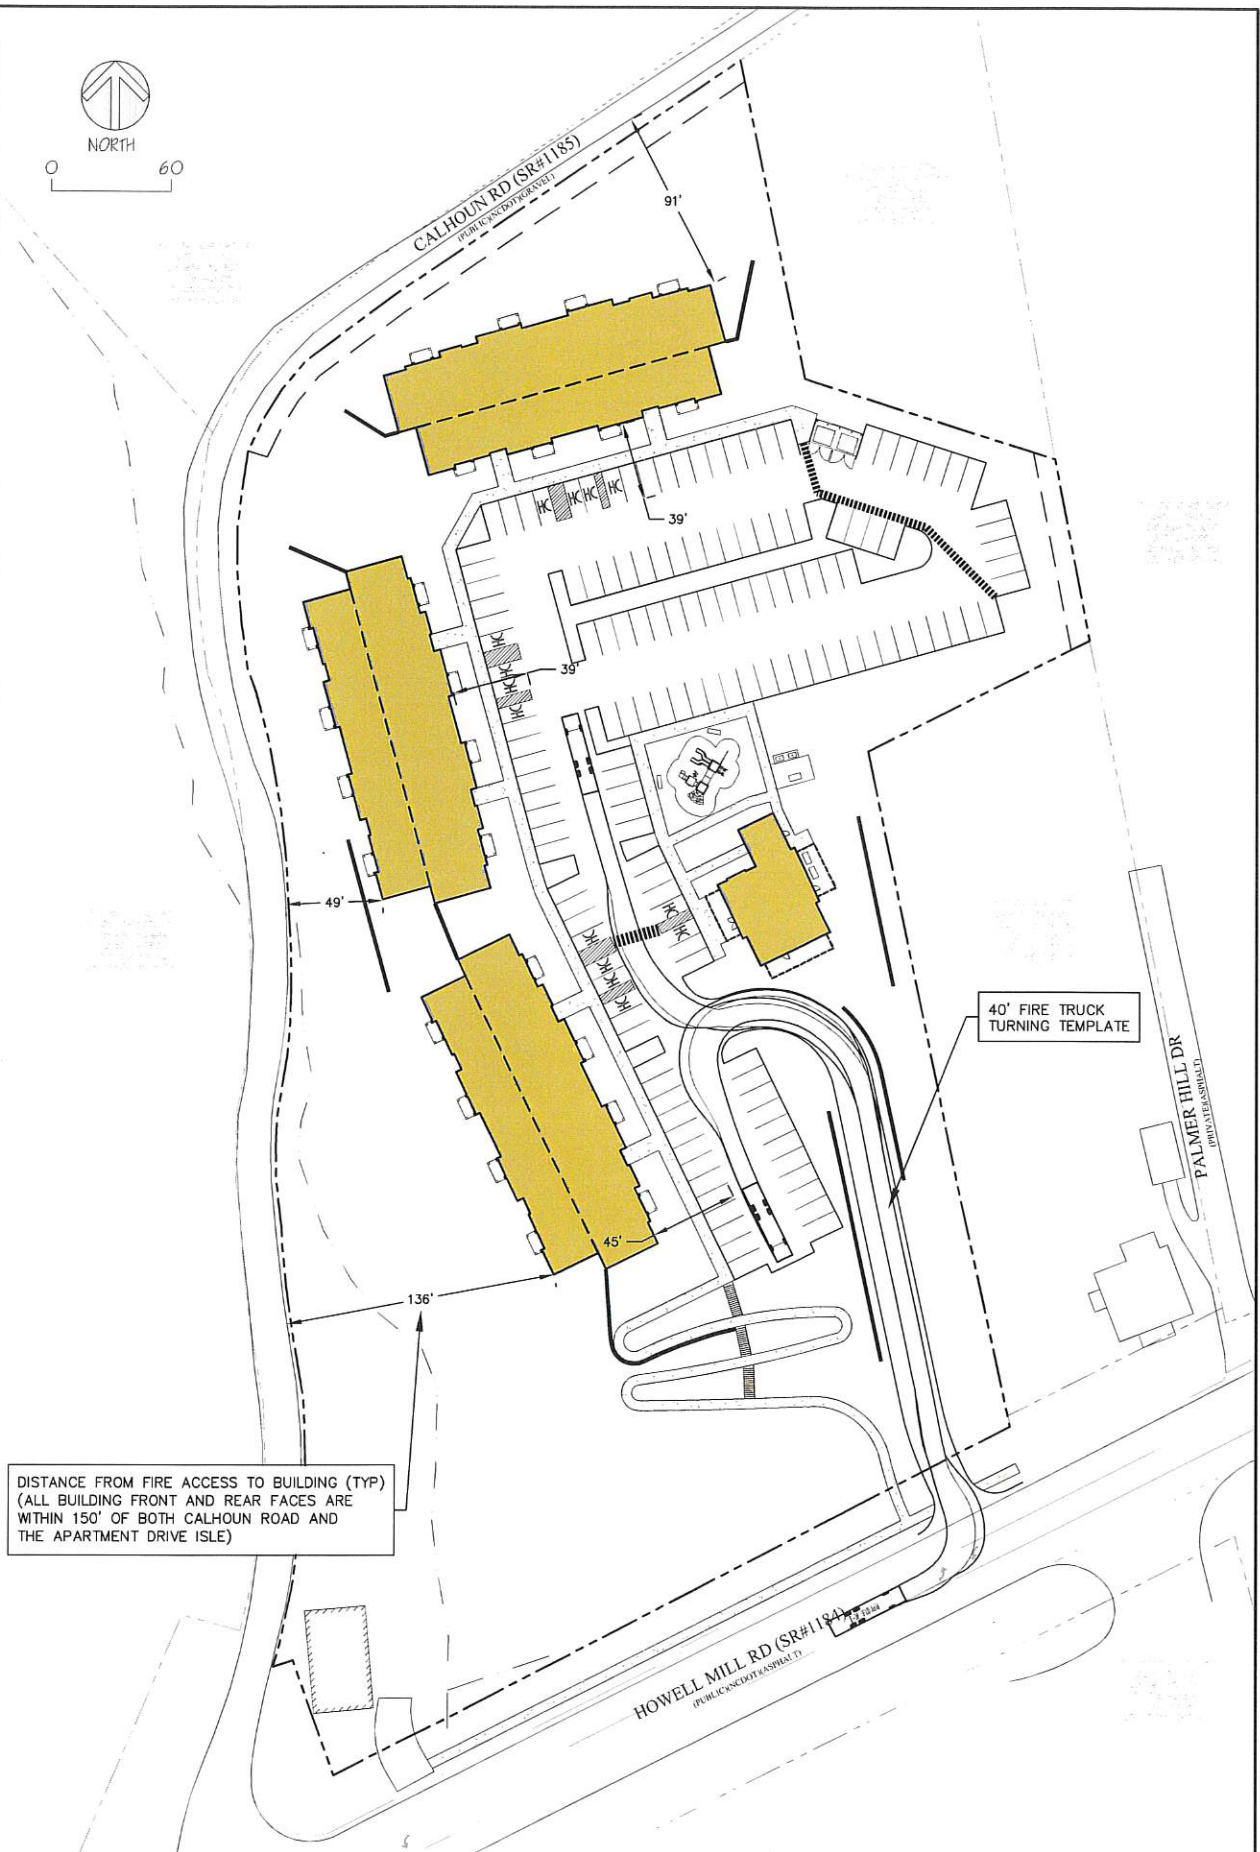 NORTH
0 60
CALHOUN RD (SR#1185)
(PUBLIC)(NCDOT)(GRAVEL)
91'
HC HC HC HC
39'
HC
HC
HC
HC
39'
49'
HC
HC
HC
HC
HC
HC
40' FIRE TRUCK
TURNING TEMPLATE
PALMER HILL DR
(PRIVATE)(ASPHALT)
45'
136'
DISTANCE FROM FIRE ACCESS TO BUILDING (TYP)
(ALL BUILDING FRONT AND REAR FACES ARE
WITHIN 150' OF BOTH CALHOUN ROAD AND
THE APARTMENT DRIVE ISLE)
HOWELL MILL RD (SR#1184)
(PUBLIC)(NCDOT)(ASPHALT)